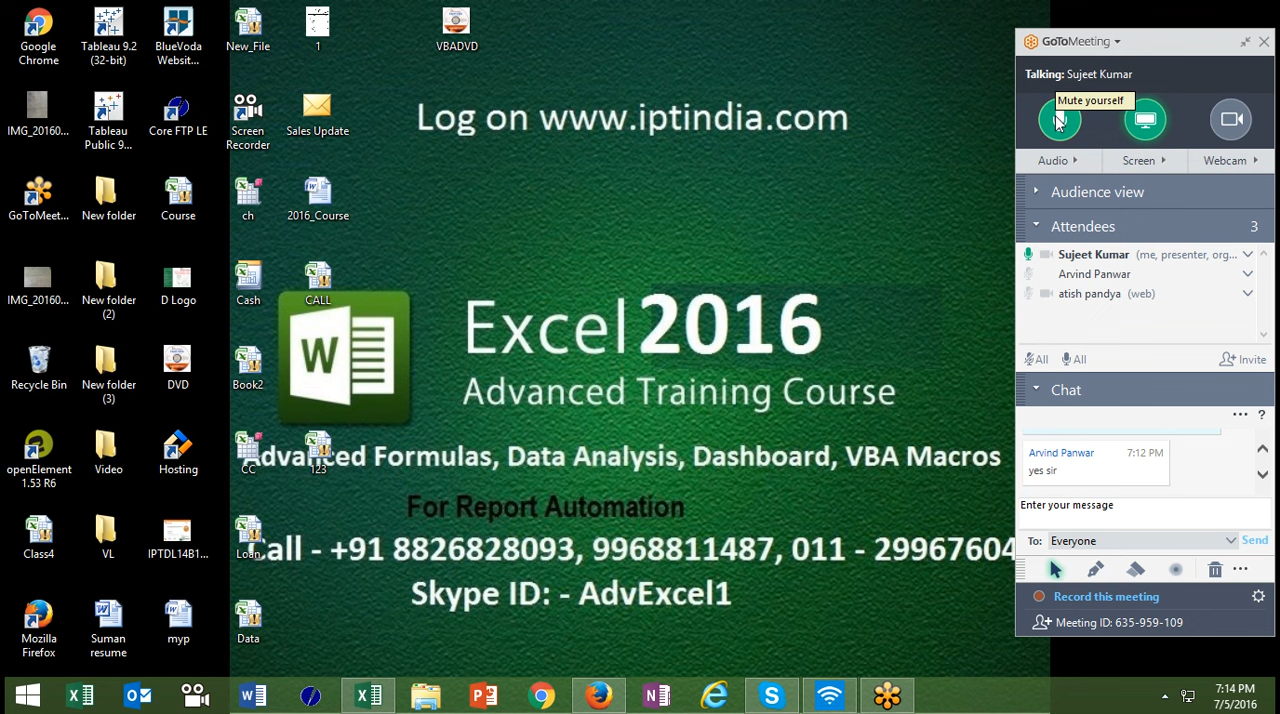 Google
Chrome
Tableau 9.2
(32-bit)
BlueVoda
Websit...
New_File
1
VBADVD
IMG_20160...
Tableau
Public 9...
Core FTP LE
Screen
Recorder
Sales Update
GoToMeet...
New folder
Course
ch
2016_Course
IMG_20160...
New folder
(2)
D Logo
Cash
CALL
Recycle Bin
New folder
(3)
DVD
Book2
openElement
1.53 R6
Video
Hosting
CC
123
Class4
VL
IPTDL14B1...
Loan
Mozilla
Firefox
Suman
resume
myp
Data
Log on www.iptindia.com
W
Excel 2016
Advanced Training Course
Advanced Formulas, Data Analysis, Dashboard, VBA Macros
For Report Automation
Call - +91 8826828093, 9968811487, 011 - 29967604
Skype ID: - AdvExcel1
GoToMeeting
Talking: Sujeet Kumar
Mute yourself
Audio
Screen
Webcam
Audience view
Attendees 3
Sujeet Kumar (me, presenter, org...
Arvind Panwar
atish pandya (web)
All
All
Invite
Chat
... ?
Arvind Panwar 7:12 PM
yes sir
Enter your message
To: Everyone Send
Record this meeting
Meeting ID: 635-959-109
7:14 PM
7/5/2016